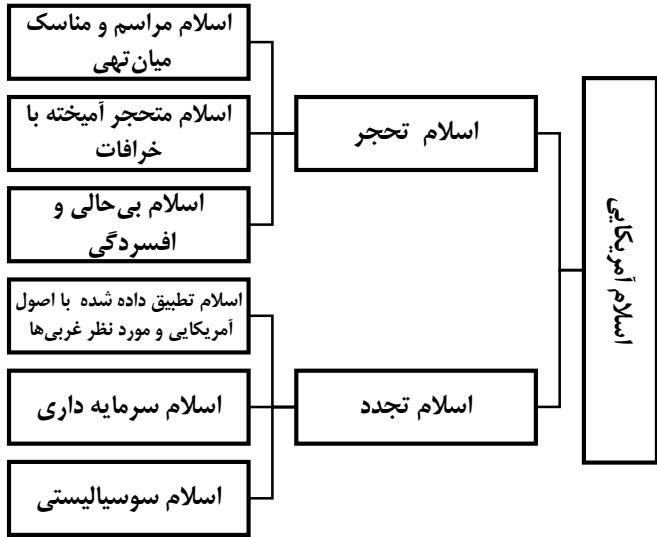 اسلام آمریکایی
اسلام تحجر
اسلام مراسم و مناسک
میان‌تهی
اسلام متحجر آمیخته با
خرافات
اسلام بی‌حالی و
افسردگی
اسلام تجدد
اسلام تطبیق داده شده با اصول
آمریکایی و مورد نظر غربی‌ها
اسلام سرمایه داری
اسلام سوسیالیستی